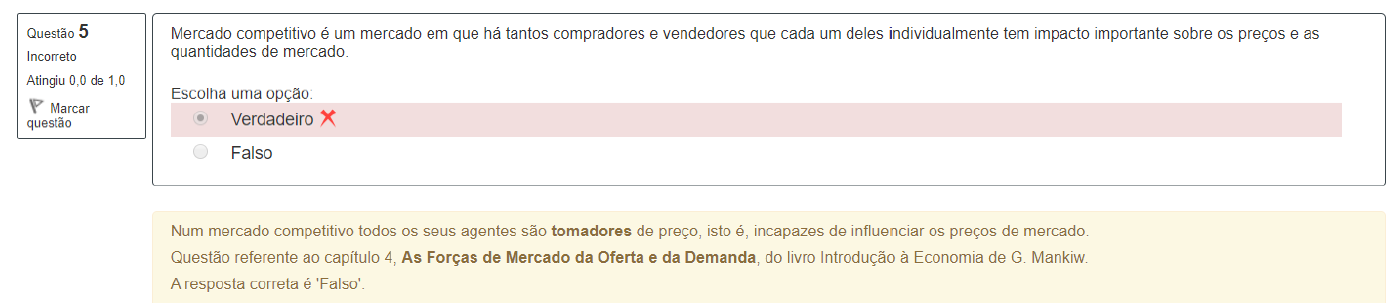 Questão 5
Incorreto
Atingiu 0,0 de 1,0
Marcar
questão
Mercado competitivo é um mercado em que há tantos compradores e vendedores que cada um deles individualmente tem impacto importante sobre os preços e as
quantidades de mercado.
Escolha uma opção:
Verdadeiro
Falso
Num mercado competitivo todos os seus agentes são tomadores de preço, isto é, incapazes de influenciar os preços de mercado.
Questão referente ao capítulo 4, As Forças de Mercado da Oferta e da Demanda, do livro Introdução à Economia de G. Mankiw.
A resposta correta é 'Falso'.